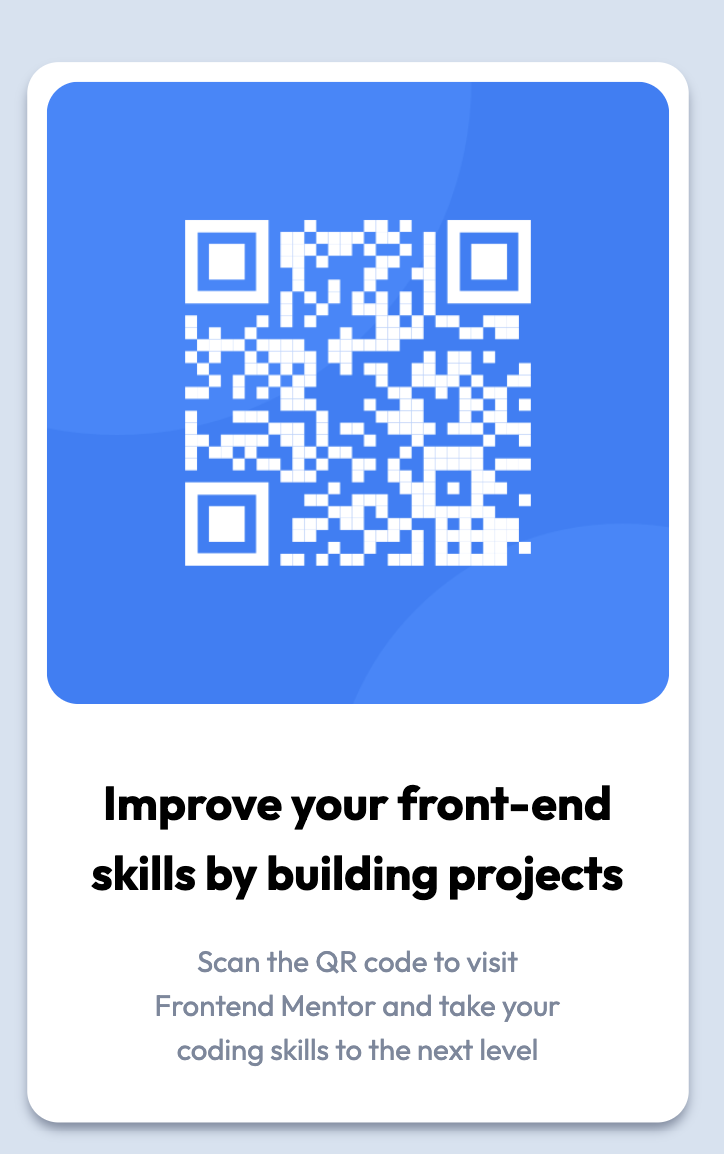 Improve your front-end
skills by building projects
Scan the QR code to visit
Frontend Mentor and take your
coding skills to the next level